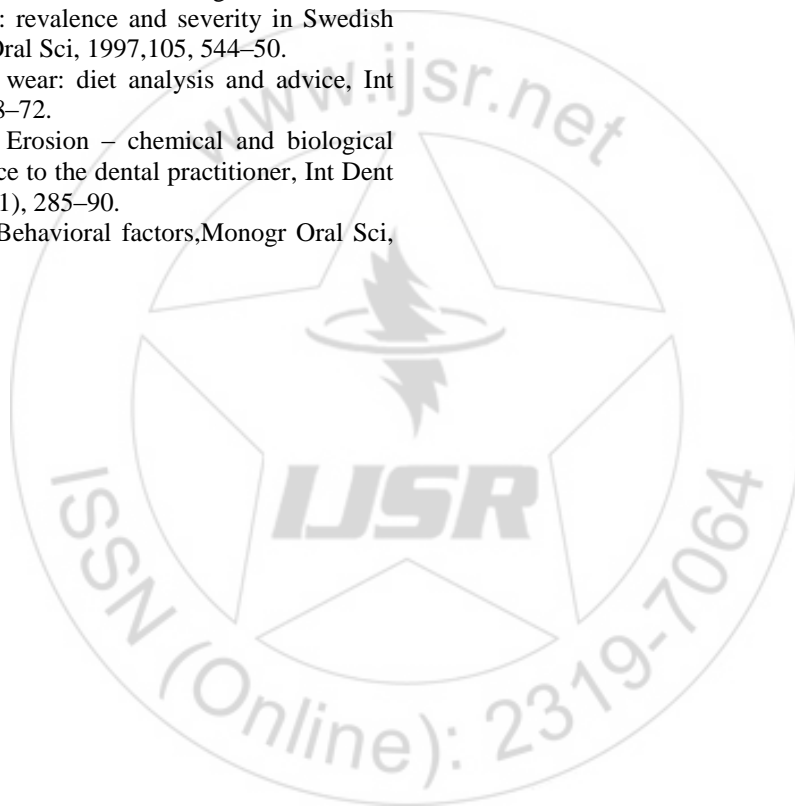 : revalence and severity in Swedish
Oral Sci, 1997,105, 544–50.
wear: diet analysis and advice, Int
8–72.
Erosion – chemical and biological
ce to the dental practitioner, Int Dent
1), 285–90.
Behavioral factors,Monogr Oral Sci,
www.ijsr.net
IJSR
ISSN (Online): 2319-7064